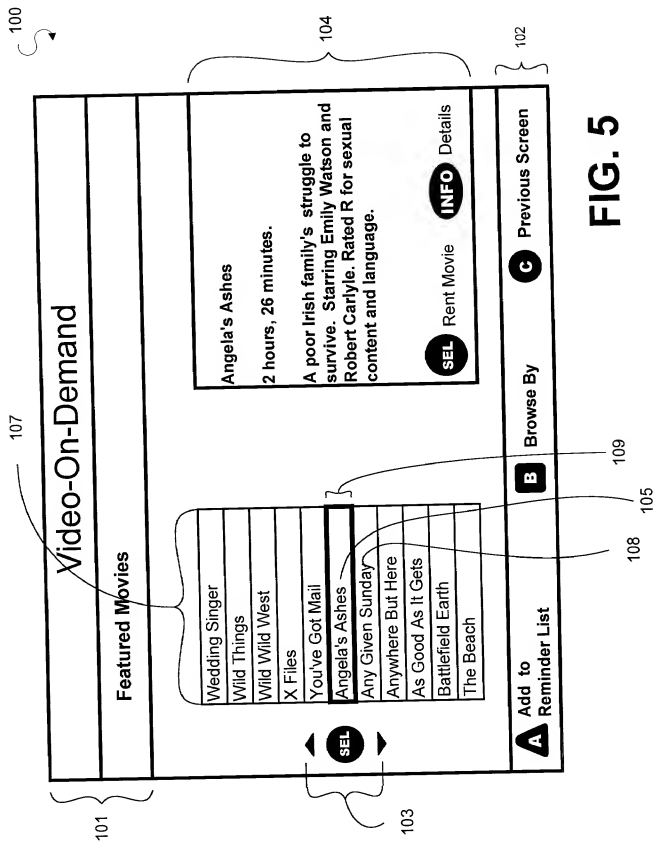 100
Video-On-Demand
101
Featured Movies
107
Wedding Singer
Wild Things
Wild Wild West
X Files
You've Got Mail
Angela's Ashes
Any Given Sunday
Anywhere But Here
As Good As It Gets
Battlefield Earth
The Beach
SEL
103
109
105
108
Angela's Ashes
2 hours, 26 minutes.
A poor Irish family's struggle to
survive. Starring Emily Watson and
Robert Carlyle. Rated R for sexual
content and language.
SEL Rent Movie INFO Details
104
A Add to
Reminder List
B Browse By
C Previous Screen
102
FIG. 5